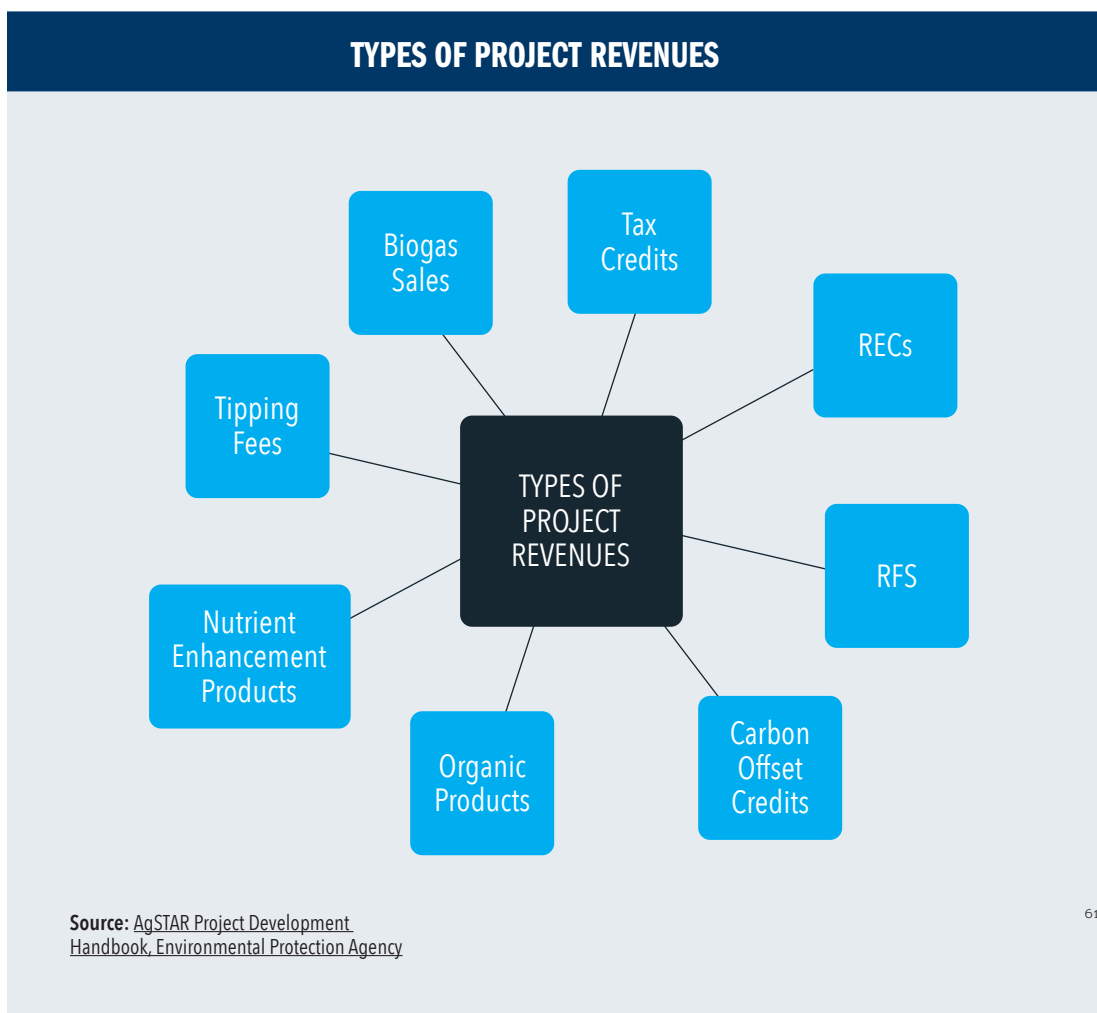 TYPES OF PROJECT REVENUES
Biogas
Sales
Tax
Credits
RECs
Tipping
Fees
TYPES OF
PROJECT
REVENUES
RFS
Nutrient
Enhancement
Products
Organic
Products
Carbon
Offset
Credits
Source: AgSTAR Project Development
Handbook, Environmental Protection Agency
61